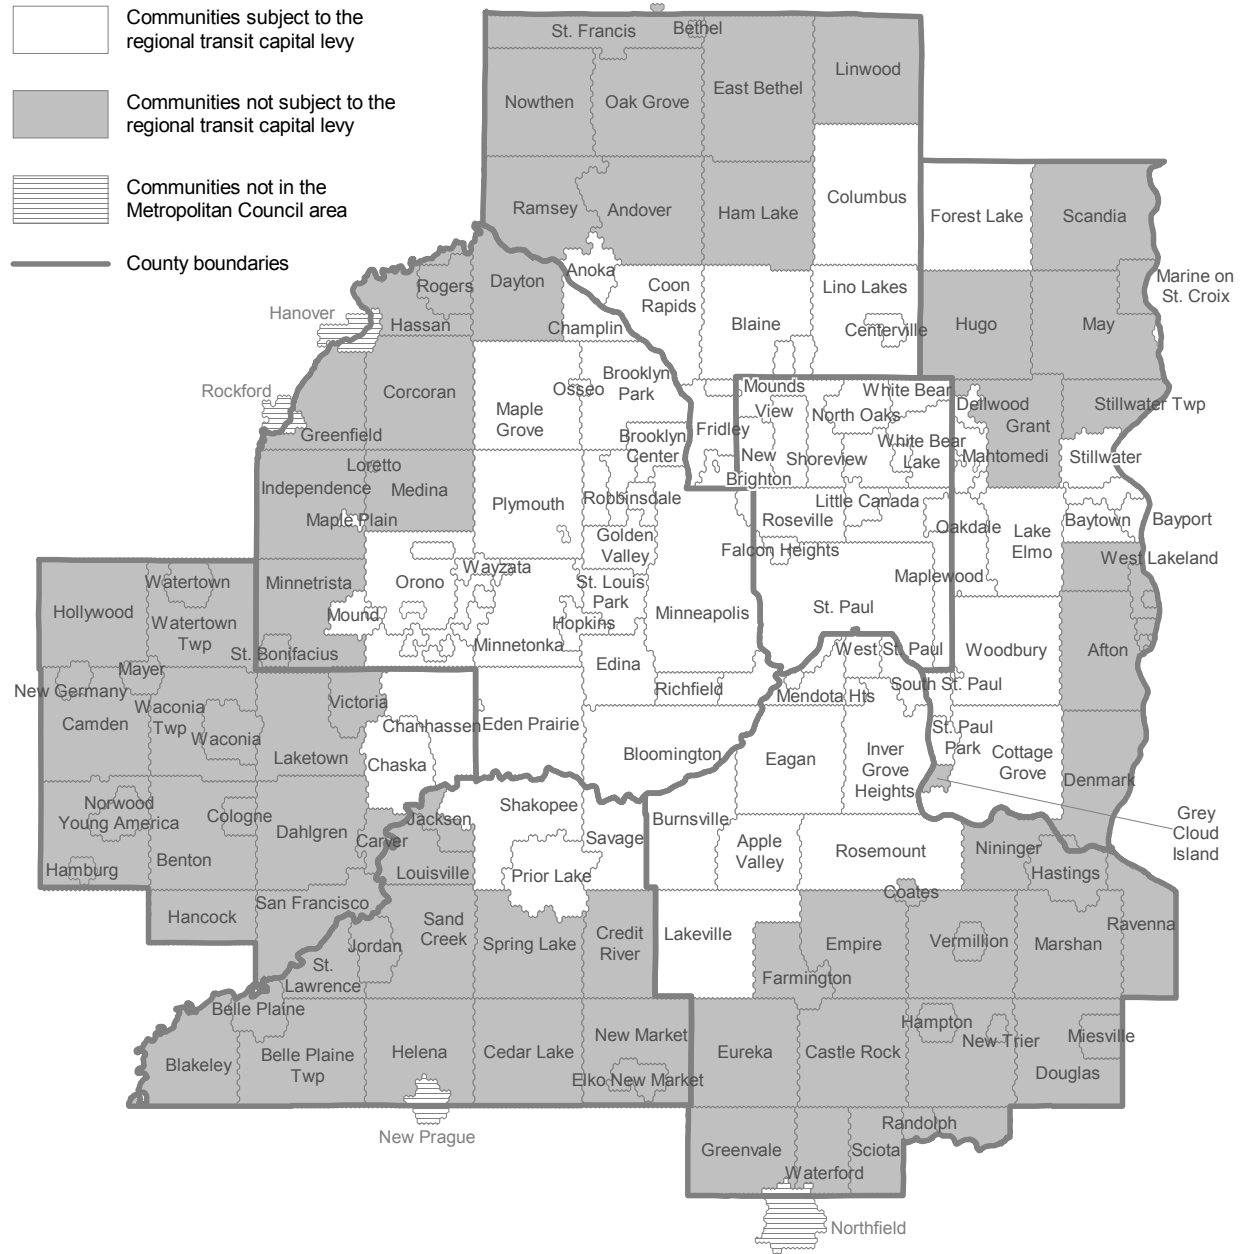 Communities subject to the
regional transit capital levy
Communities not subject to the
regional transit capital levy
Communities not in the
Metropolitan Council area
County boundaries
St. Francis
Bethel
Linwood
Nowthen
Oak Grove
East Bethel
Columbus
Ramsey
Andover
Ham Lake
Forest Lake
Scandia
Anoka
Rogers
Dayton
Coon
Rapids
Lino Lakes
Marine on
St. Croix
Hanover
Hassan
Champlin
Blaine
Centerville
Hugo
May
Rockford
Corcoran
Osseo
Brooklyn
Park
Mounds
View
White Bear
Dellwood
Stillwater Twp
Maple
Grove
North Oaks
Grant
Greenfield
Brooklyn
Center
Fridley
New
Brighton
Shoreview
White Bear
Lake
Mahtomedi
Stillwater
Loretto
Independence
Medina
Plymouth
Robbinsdale
Little Canada
Maple Plain
Roseville
Oakdale
Lake
Elmo
Baytown
Bayport
Golden
Valley
Falcon Heights
West Lakeland
Watertown
Minnetrista
Orono
Wayzata
St. Louis
Park
Maplewood
Hollywood
Watertown
Twp
Mound
Hopkins
Minneapolis
St. Paul
St. Bonifacius
Minnetonka
Edina
West St. Paul
Woodbury
Afton
Mayer
New Germany
Camden
Waconia
Twp
Waconia
Victoria
Richfield
Mendota Hts
South St. Paul
Chanhassen
Eden Prairie
Bloomington
St. Paul
Park
Laketown
Chaska
Eagan
Inver
Grove
Heights
Cottage
Grove
Denmark
Norwood
Young America
Cologne
Dahlgren
Jackson
Shakopee
Savage
Burnsville
Grey
Cloud
Island
Carver
Apple
Valley
Rosemount
Nininger
Hamburg
Benton
Louisville
Prior Lake
Hastings
Coates
Hancock
San Francisco
Sand
Creek
Spring Lake
Credit
River
Lakeville
Empire
Vermillion
Marshan
Ravenna
Jordan
St.
Lawrence
Farmington
Belle Plaine
Hampton
New Trier
Miesville
Blakeley
Belle Plaine
Twp
Helena
Cedar Lake
New Market
Eureka
Castle Rock
Elko New Market
Douglas
New Prague
Randolph
Greenvale
Sciota
Waterford
Northfield